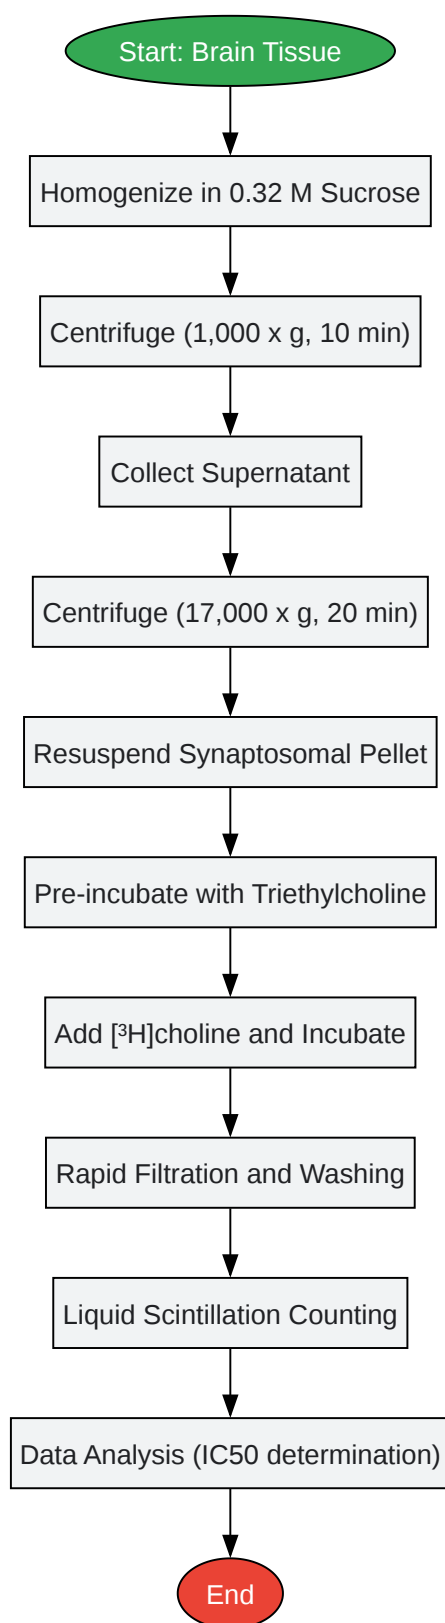 Start: Brain Tissue
Homogenize in 0.32 M Sucrose
Centrifuge (1,000 x g, 10 min)
Collect Supernatant
Centrifuge (17,000 x g, 20 min)
Resuspend Synaptosomal Pellet
Pre-incubate with Triethylcholine
Add [³H]choline and Incubate
Rapid Filtration and Washing
Liquid Scintillation Counting
Data Analysis (IC50 determination)
End